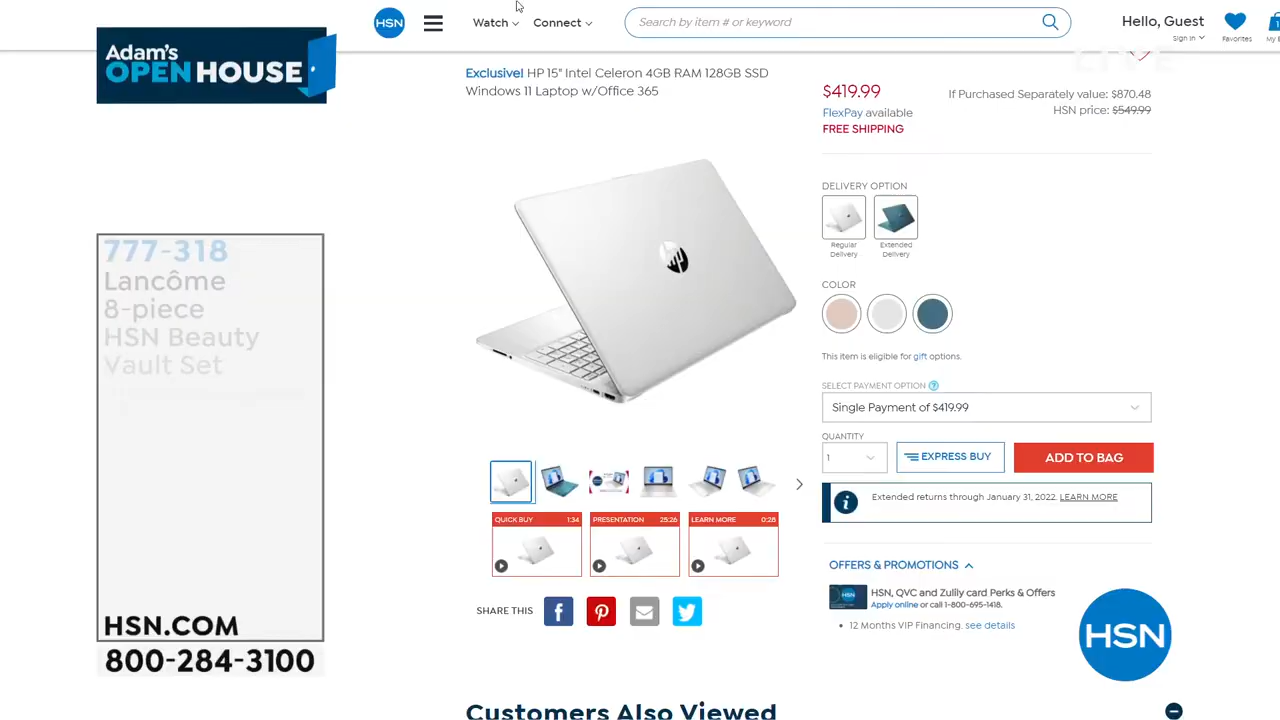 HSN
Watch
Connect
Search by item # or keyword
Hello, Guest
Sign In
Favorites
Adam's
OPEN HOUSE
LIVE
Exclusive! HP 15" Intel Celeron 4GB RAM 128GB SSD
Windows 11 Laptop w/Office 365
$419.99
If Purchased Separately value: $870.48
HSN price: $549.99
FlexPay available
FREE SHIPPING
DELIVERY OPTION
Regular
Delivery
Extended
Delivery
COLOR
This item is eligible for gift options.
SELECT PAYMENT OPTION ?
Single Payment of $419.99
QUANTITY
1
EXPRESS BUY
ADD TO BAG
Extended returns through January 31, 2022. LEARN MORE
OFFERS & PROMOTIONS
HSN, QVC and Zulily card Perks & Offers
Apply online or call 1-800-695-1418.
• 12 Months VIP Financing. see details
hp
QUICK BUY 1:34
PRESENTATION 25:26
LEARN MORE 0:28
SHARE THIS
777-318
Lancôme
8-piece
HSN Beauty
Vault Set
HSN.COM
800-284-3100
HSN
Customers Also Viewed